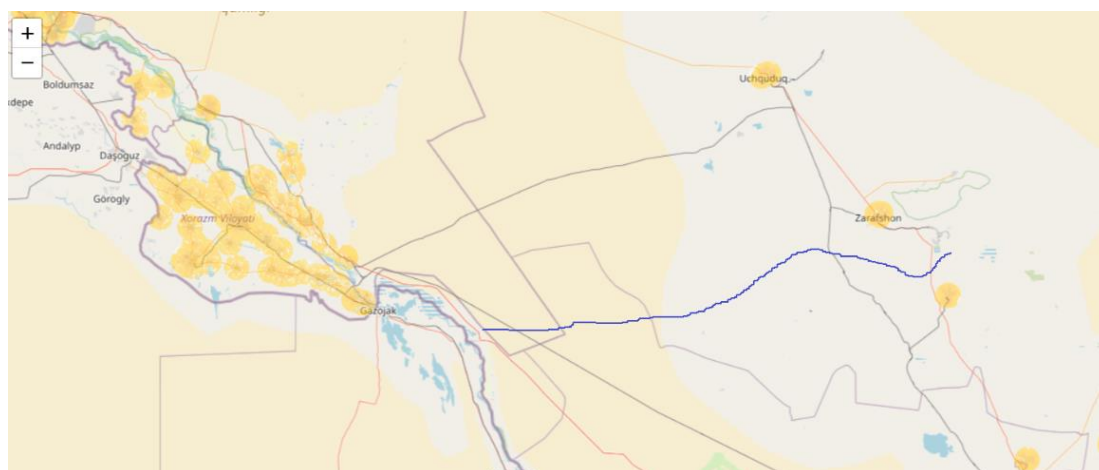 +
−
Boldumsaz
Andalyp
Daşoguz
Görogly
Xorazm Viloyati
Gazojak
Uchquduq
Zarafshon